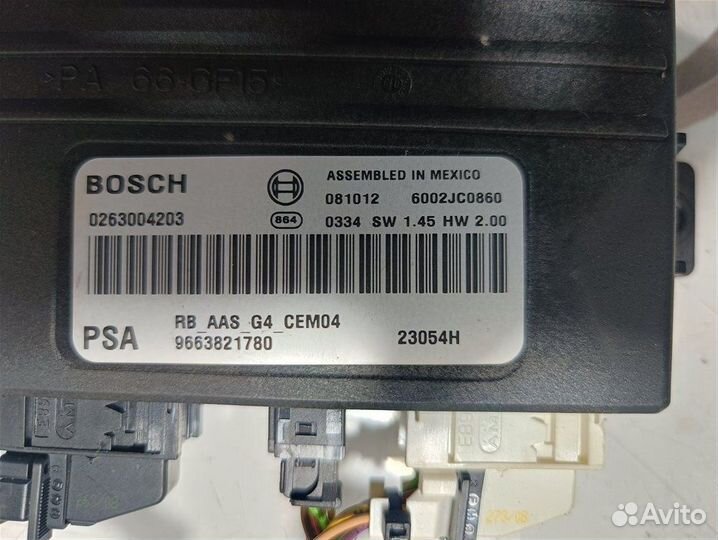 >PA 66-GF15<
BOSCH
ASSEMBLED IN MEXICO
081012 6002JC0860
0263004203
864
0334 SW 1.45 HW 2.00
PSA
RB_AAS_G4_CEM04
9663821780
23054H
Avito